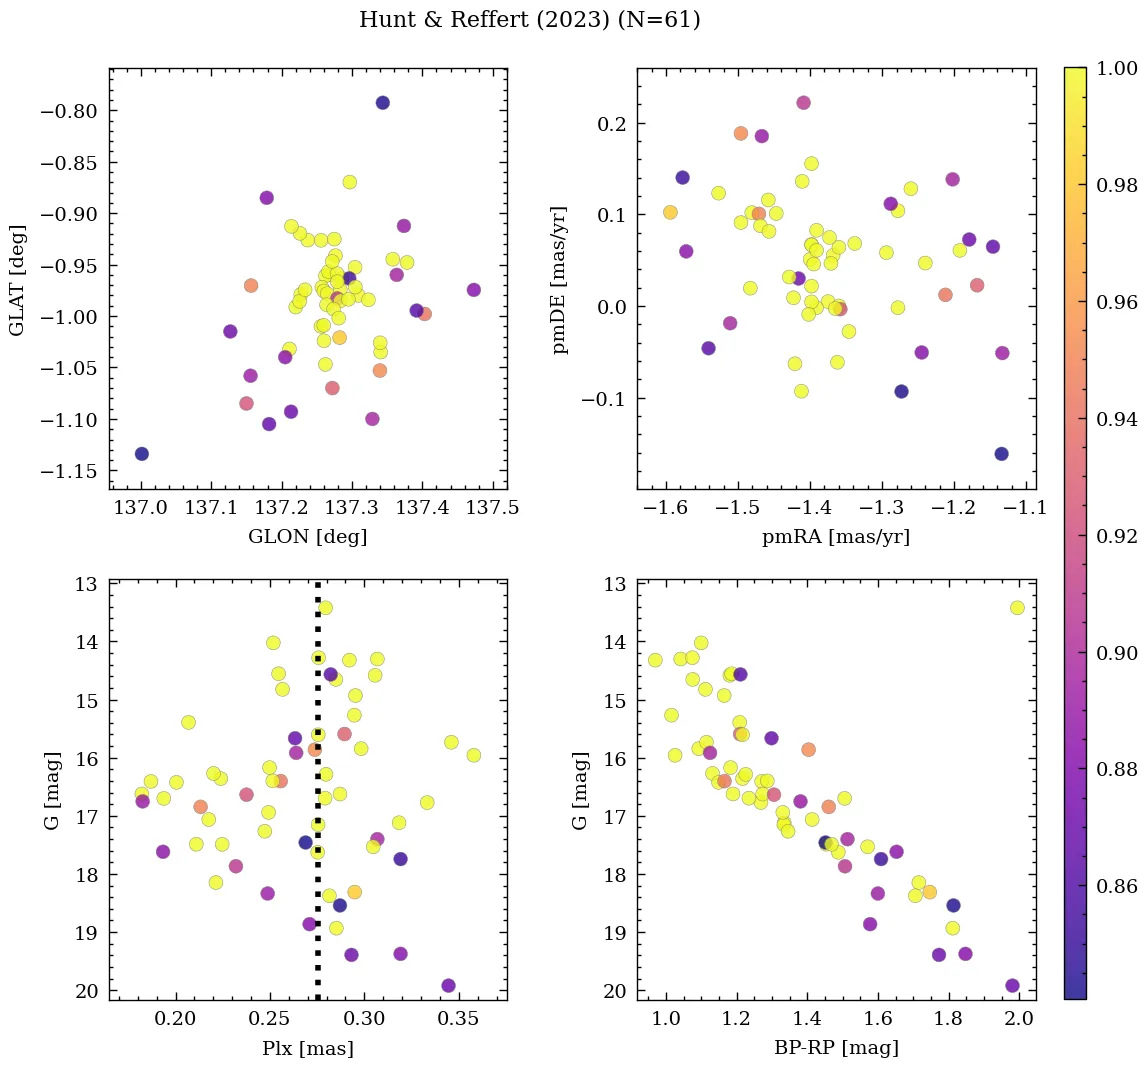 Hunt & Reffert (2023) (N=61)
−0.80
−0.85
−0.90
−0.95
−1.00
−1.05
−1.10
−1.15
GLAT [deg]
137.0 137.1 137.2 137.3 137.4 137.5
GLON [deg]
0.2
0.1
0.0
−0.1
pmDE [mas/yr]
−1.6 −1.5 −1.4 −1.3 −1.2 −1.1
pmRA [mas/yr]
13
14
15
16
17
18
19
20
G [mag]
0.20 0.25 0.30 0.35
Plx [mas]
13
14
15
16
17
18
19
20
G [mag]
1.0 1.2 1.4 1.6 1.8 2.0
BP-RP [mag]
1.00
0.98
0.96
0.94
0.92
0.90
0.88
0.86